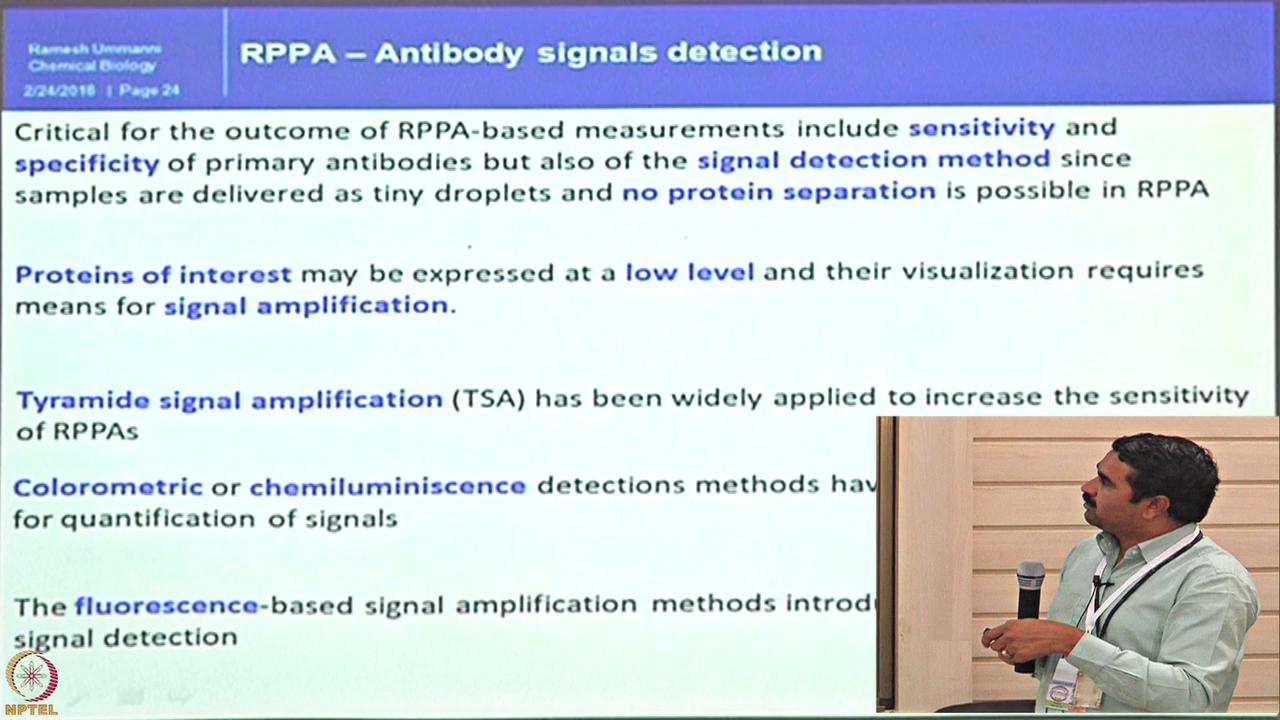 Ramesh Ummanni
Chemical Biology
2/24/2018 | Page 24
RPPA – Antibody signals detection
Critical for the outcome of RPPA-based measurements include sensitivity and
specificity of primary antibodies but also of the signal detection method since
samples are delivered as tiny droplets and no protein separation is possible in RPPA
Proteins of interest may be expressed at a low level and their visualization requires
means for signal amplification.
Tyramide signal amplification (TSA) has been widely applied to increase the sensitivity
of RPPAs
Colorometric or chemiluminiscence detections methods
for quantification of signals
The fluorescence-based signal amplification methods
signal detection
NPTEL